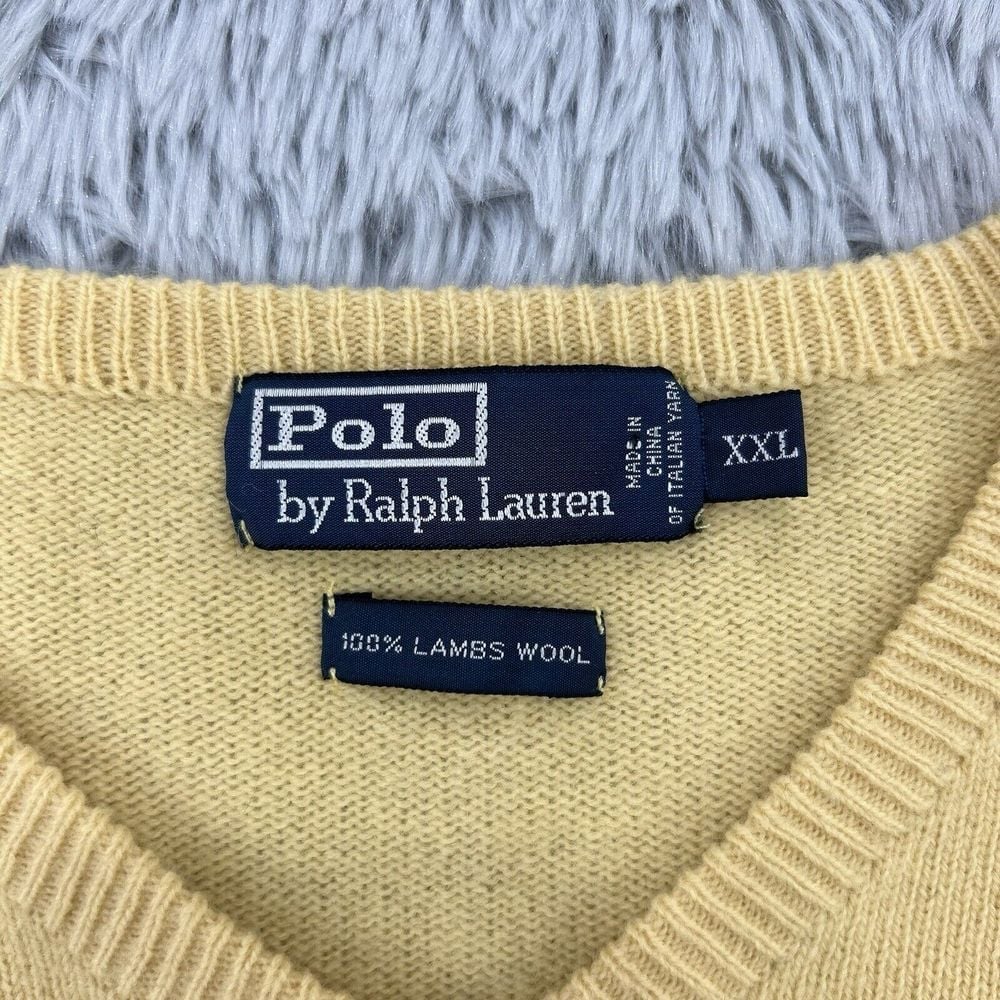 Polo
by Ralph Lauren
MADE IN
CHINA
OF ITALIAN YARN
XXL
100% LAMBS WOOL